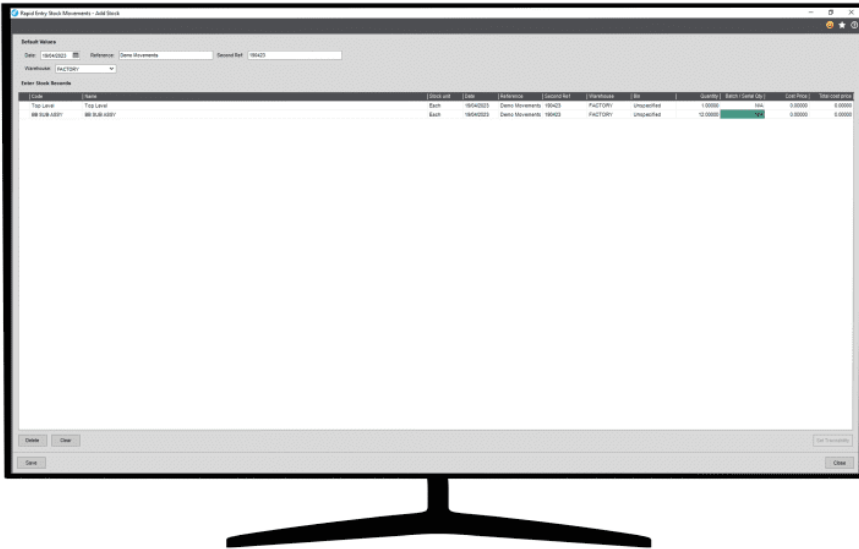 Rapid Entry Stock Movements - Add Stock
Default Values
Date: 19/04/2023 Reference: Demo Movements Second Ref: 190423
Warehouse: FACTORY
Enter Stock Records
Code Name Stock unit Date Reference Second Ref Warehouse Bin Quantity Batch / Serial Qty Cost Price Total cost price
Top Level Top Level Each 19/04/2023 Demo Movements 190423 FACTORY Unspecified 1.00000 N/A 0.00000 0.00000
BB SUB ASSY BB SUB ASSY Each 19/04/2023 Demo Movements 190423 FACTORY Unspecified 12.00000 N/A 0.00000 0.00000
Delete Clear Get Traceability
Save Close